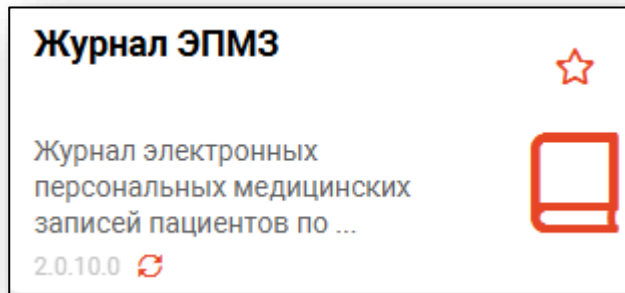 Журнал ЭПМЗ
Журнал электронных
персональных медицинских
записей пациентов по ...
2.0.10.0